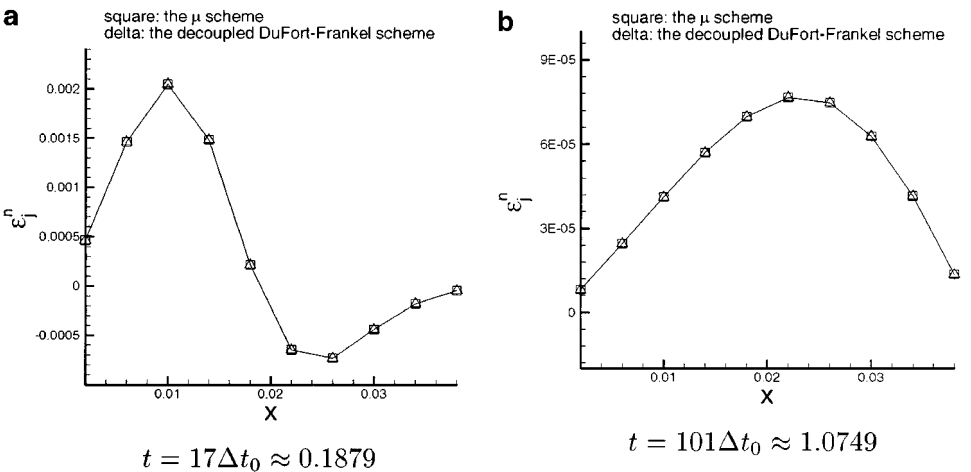 a
square: the μ scheme
delta: the decoupled DuFort-Frankel scheme
0.002
0.0015
0.001
0.0005
0
-0.0005
ε_j^n
0.01
0.02
0.03
X
t = 17Δt₀ ≈ 0.1879
b
square: the μ scheme
delta: the decoupled DuFort-Frankel scheme
9E-05
6E-05
3E-05
0
ε_j^n
0.01
0.02
0.03
X
t = 101Δt₀ ≈ 1.0749